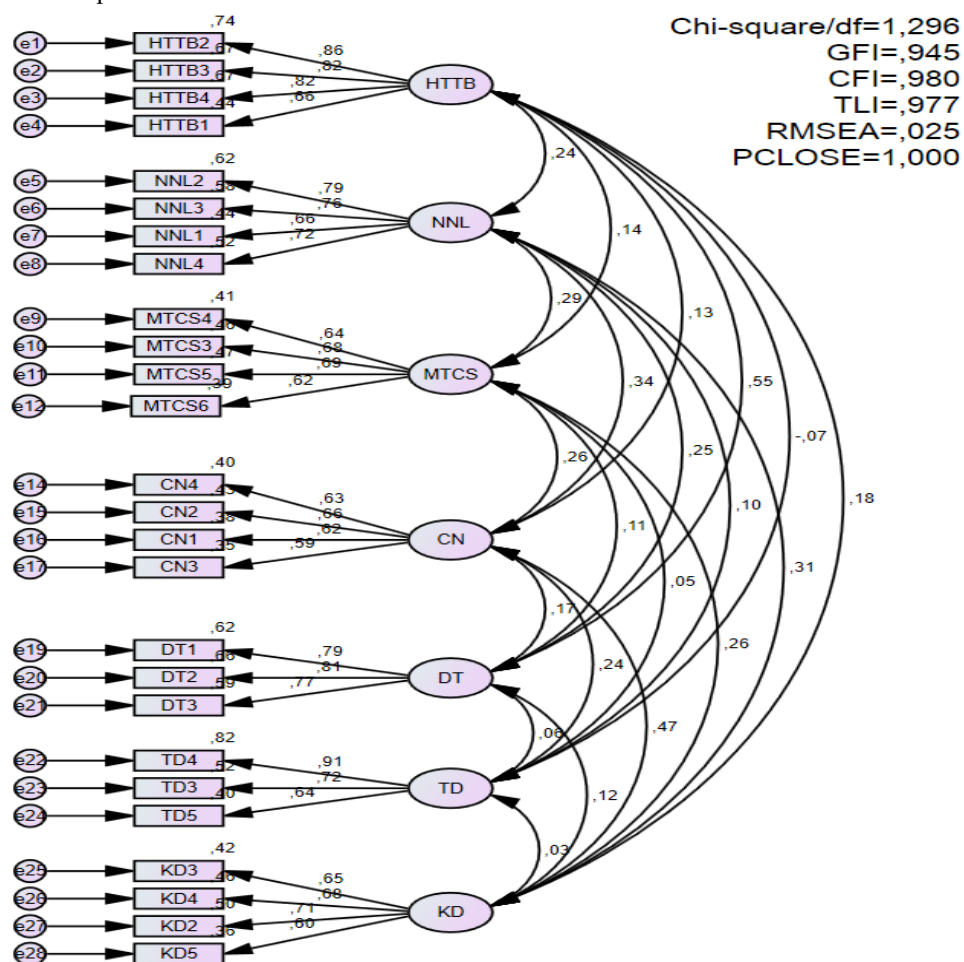 Chi-square/df=1,296
GFI=,945
CFI=,980
TLI=,977
RMSEA=,025
PCLOSE=1,000
,74
e1 HTTB2 ,86
,67
e2 HTTB3 ,82
,67
e3 HTTB4 ,82
,44
e4 HTTB1 ,66
HTTB
,24
,62
e5 NNL2 ,79
,58
e6 NNL3 ,76
,44
e7 NNL1 ,66
,52
e8 NNL4 ,72
NNL
,14
,29
,13
,41
e9 MTCS4 ,64
,46
e10 MTCS3 ,68
,47
e11 MTCS5 ,69
,39
e12 MTCS6 ,62
MTCS
,34
,55
-,07
,26
,25
,18
,10
,40
e14 CN4 ,63
,43
e15 CN2 ,66
,38
e16 CN1 ,62
,35
e17 CN3 ,59
CN
,11
,05
,31
,17
,24
,26
,62
e19 DT1 ,79
,66
e20 DT2 ,81
,59
e21 DT3 ,77
DT
,06
,47
,82
e22 TD4 ,91
,52
e23 TD3 ,72
,40
e24 TD5 ,64
TD
,12
,03
,42
e25 KD3 ,65
,46
e26 KD4 ,68
,50
e27 KD2 ,71
,36
e28 KD5 ,60
KD